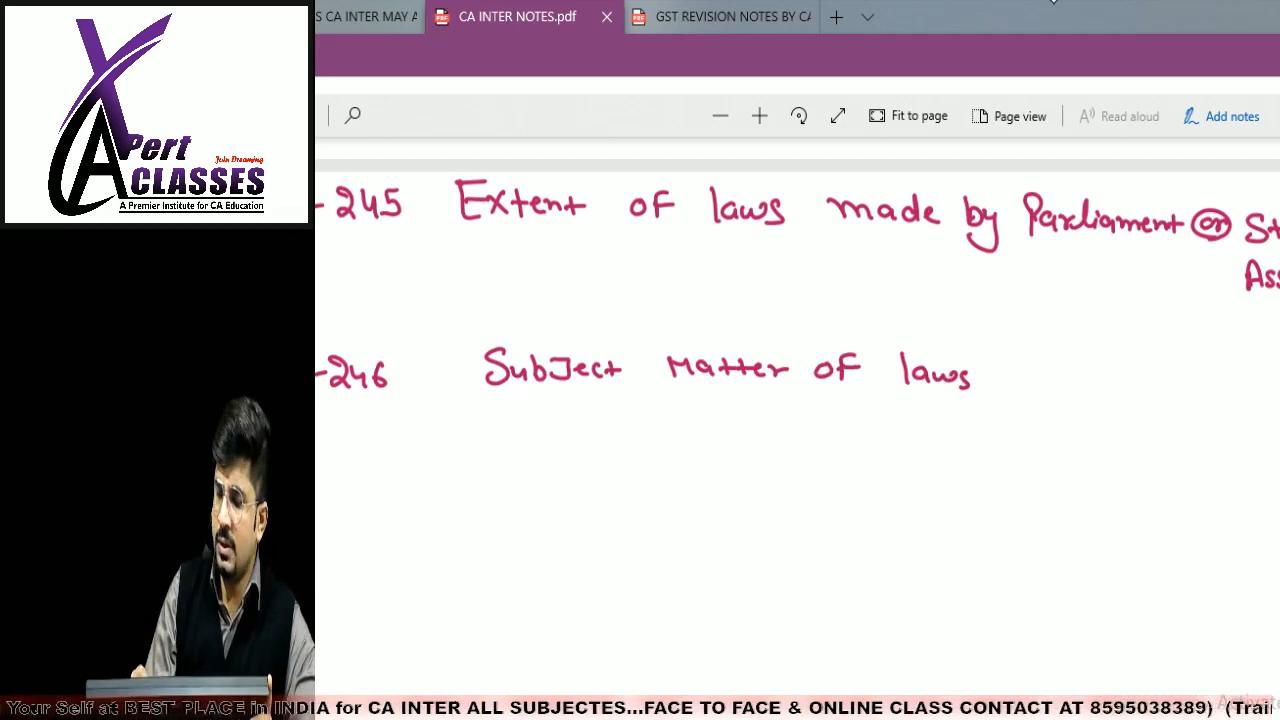 S CA INTER MAY A
CA INTER NOTES.pdf
GST REVISION NOTES BY CA
Fit to page
Page view
Read aloud
Add notes
XPert
Join Dreaming
CA CLASSES
A Premier Institute for CA Education
-245 Extent of laws made by Parliament or St
Ass
-246 Subject Matter of laws
Activate
Your Self at BEST PLACE in INDIA for CA INTER ALL SUBJECTES...FACE TO FACE & ONLINE CLASS CONTACT AT 8595038389) (Trail